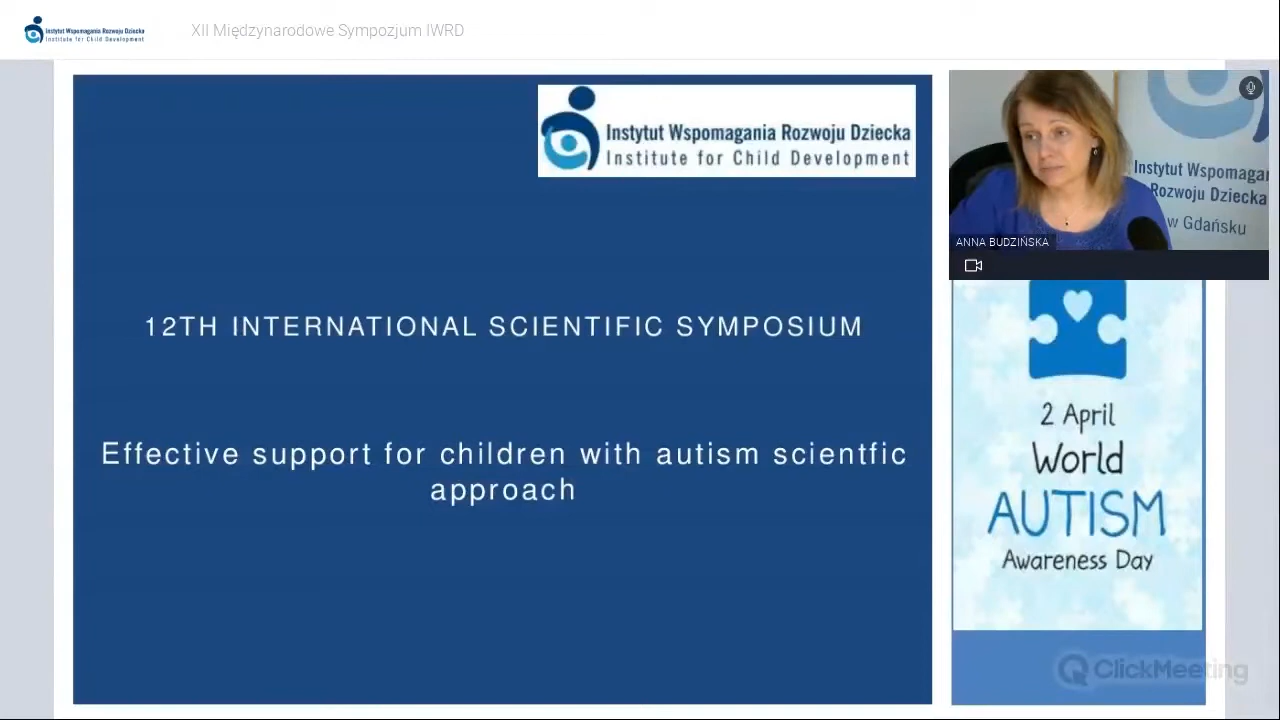 Instytut Wspomagania Rozwoju Dziecka
Institute for Child Development
XII Międzynarodowe Sympozjum IWRD
Instytut Wspomagania Rozwoju Dziecka
Institute for Child Development
12TH INTERNATIONAL SCIENTIFIC SYMPOSIUM
Effective support for children with autism scientfic
approach
Instytut Wspomagan
Rozwoju Dziecka
w Gdańsku
ANNA BUDZIŃSKA
2 April
World
AUTISM
Awareness Day
ClickMeeting